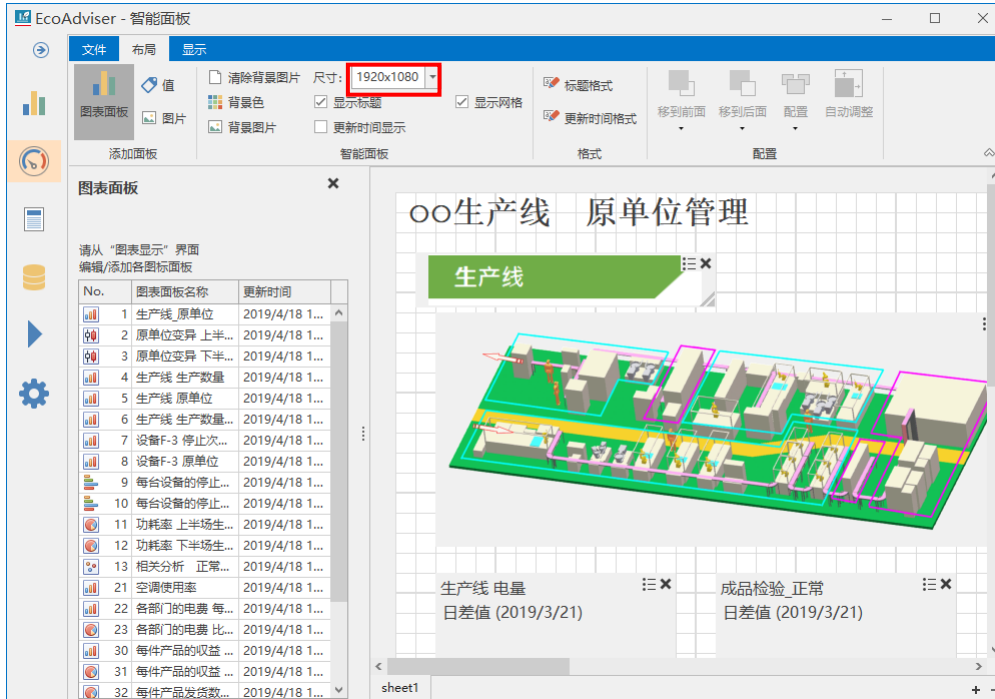 EcoAdviser - 智能面板
文件 布局 显示
图表面板 值 图片
添加面板
清除背景图片 尺寸: 1920x1080
背景色 显示标题 显示网格
背景图片 更新时间显示
智能面板
标题格式
更新时间格式
格式
移到前面 移到后面 配置 自动调整
配置
图表面板
请从“图表显示”界面
编辑/添加各图标面板
No. 图表面板名称 更新时间
1 生产线_原单位 2019/4/18 1...
2 原单位变异 上半... 2019/4/18 1...
3 原单位变异 下半... 2019/4/18 1...
4 生产线 生产数量 2019/4/18 1...
5 生产线 原单位 2019/4/18 1...
6 生产线 生产数量... 2019/4/18 1...
7 设备F-3 停止次... 2019/4/18 1...
8 设备F-3 原单位 2019/4/18 1...
9 每台设备的停止... 2019/4/18 1...
10 每台设备的停止... 2019/4/18 1...
11 功耗率 上半场生... 2019/4/18 1...
12 功耗率 下半场生... 2019/4/18 1...
13 相关分析 正常... 2019/4/18 1...
21 空调使用率 2019/4/18 1...
22 各部门的电费 每... 2019/4/18 1...
23 各部门的电费 比... 2019/4/18 1...
30 每件产品的收益 ... 2019/4/18 1...
31 每件产品的收益 ... 2019/4/18 1...
32 每件产品发货数... 2019/4/18 1...
oo生产线 原单位管理
生产线
生产线 电量
日差值 (2019/3/21)
成品检验_正常
日差值 (2019/3/21)
sheet1